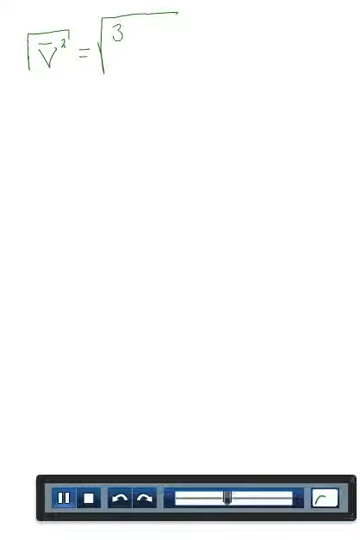 √V̄² = √3